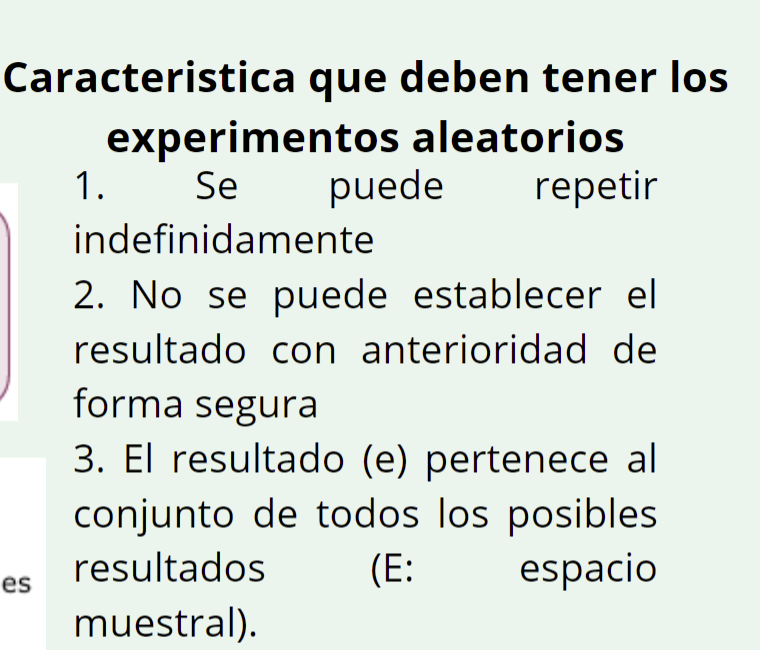 Caracteristica que deben tener los
experimentos aleatorios
1. Se puede repetir
indefinidamente
2. No se puede establecer el
resultado con anterioridad de
forma segura
3. El resultado (e) pertenece al
conjunto de todos los posibles
resultados (E: espacio
muestral).
es